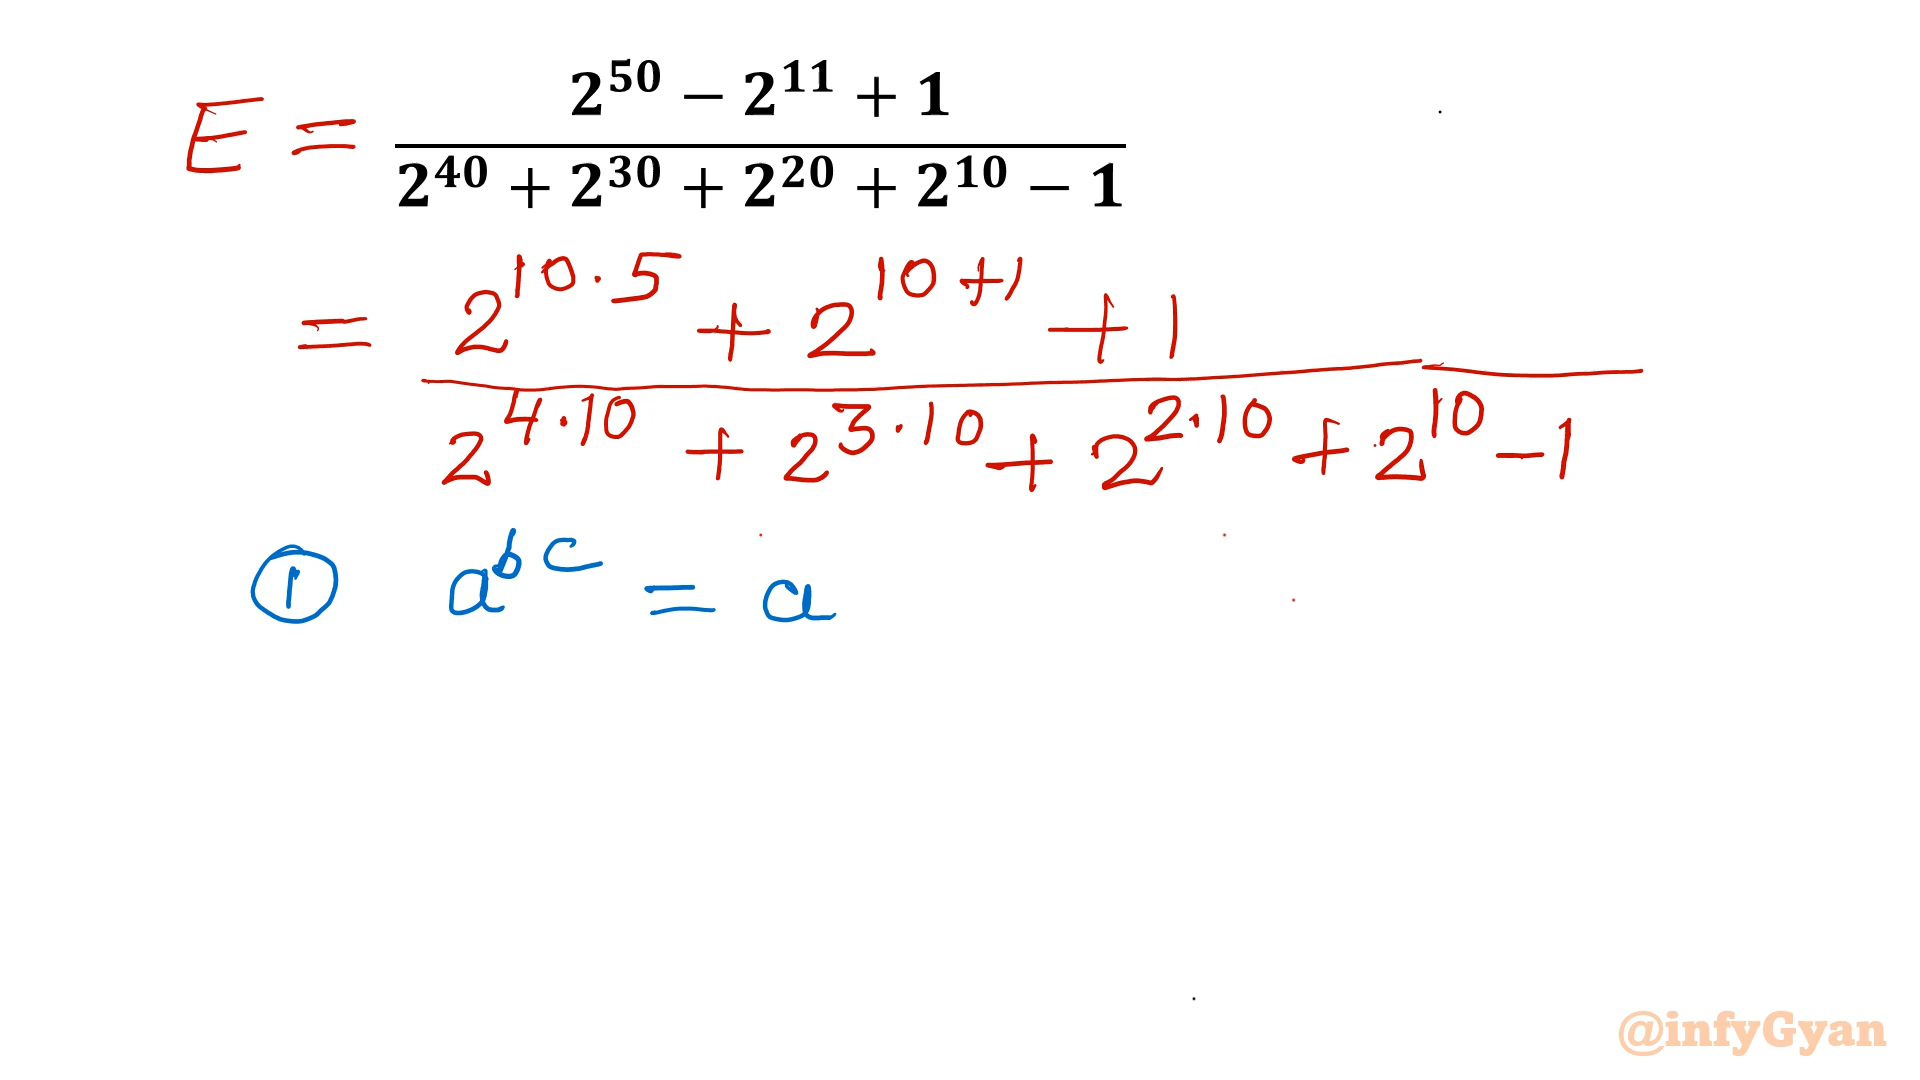 E = (2^50 − 2^11 + 1) / (2^40 + 2^30 + 2^20 + 2^10 − 1)
= (2^(10·5) + 2^(10+1) + 1) / (2^(4·10) + 2^(3·10) + 2^(2·10) + 2^10 − 1)
① a^b^c = a
@infyGyan